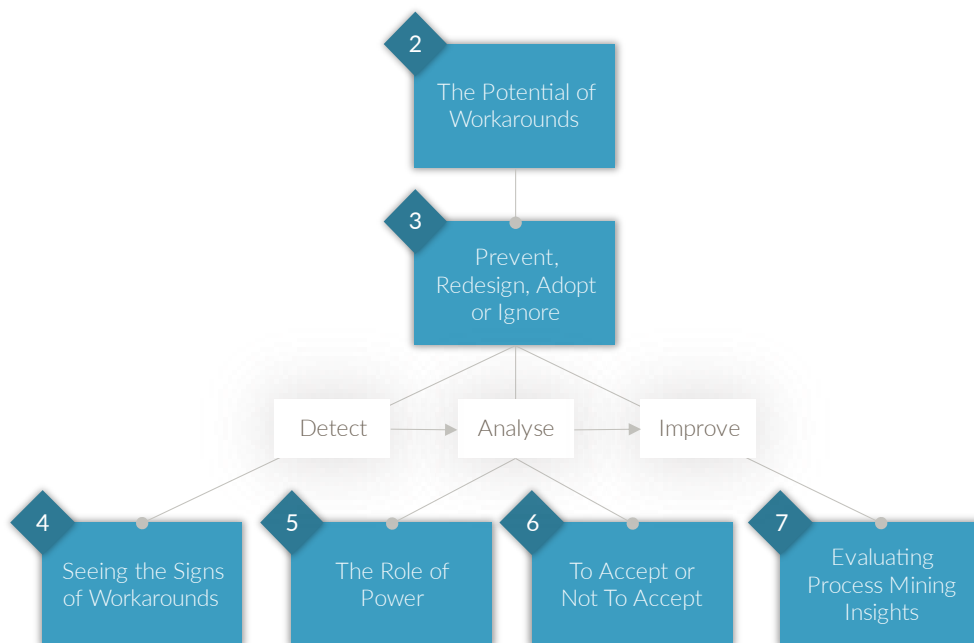 2
The Potential of
Workarounds
3
Prevent,
Redesign, Adopt
or Ignore
Detect
Analyse
Improve
4
Seeing the Signs
of Workarounds
5
The Role of
Power
6
To Accept or
Not To Accept
7
Evaluating
Process Mining
Insights